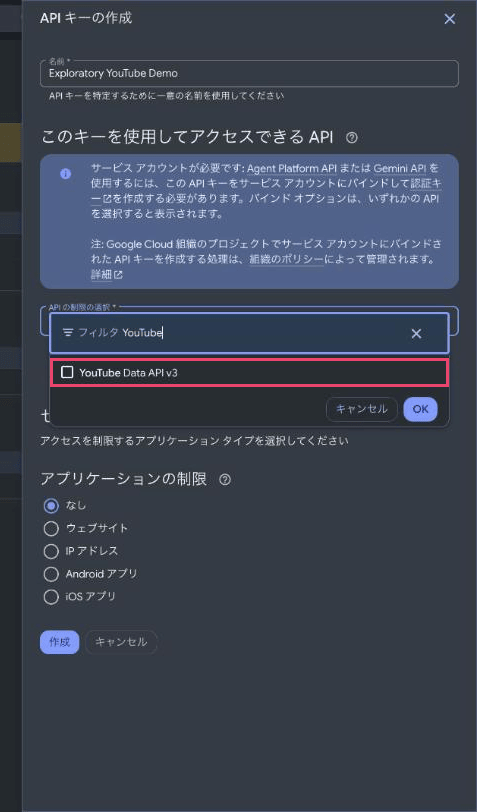 API キーの作成
名前 *
Exploratory YouTube Demo
API キーを特定するために一意の名前を使用してください
このキーを使用してアクセスできる API
サービス アカウントが必要です: Agent Platform API または Gemini API を
使用するには、この API キーをサービス アカウントにバインドして認証キ
ーを作成する必要があります。バインド オプションは、いずれかの API
を選択すると表示されます。
注: Google Cloud 組織のプロジェクトでサービス アカウントにバインドさ
れた API キーを作成する処理は、組織のポリシーによって管理されます。
詳細
API の制限の選択 *
フィルタ YouTube
YouTube Data API v3
キャンセル
OK
アクセスを制限するアプリケーション タイプを選択してください
アプリケーションの制限
なし
ウェブサイト
IP アドレス
Android アプリ
iOS アプリ
作成
キャンセル